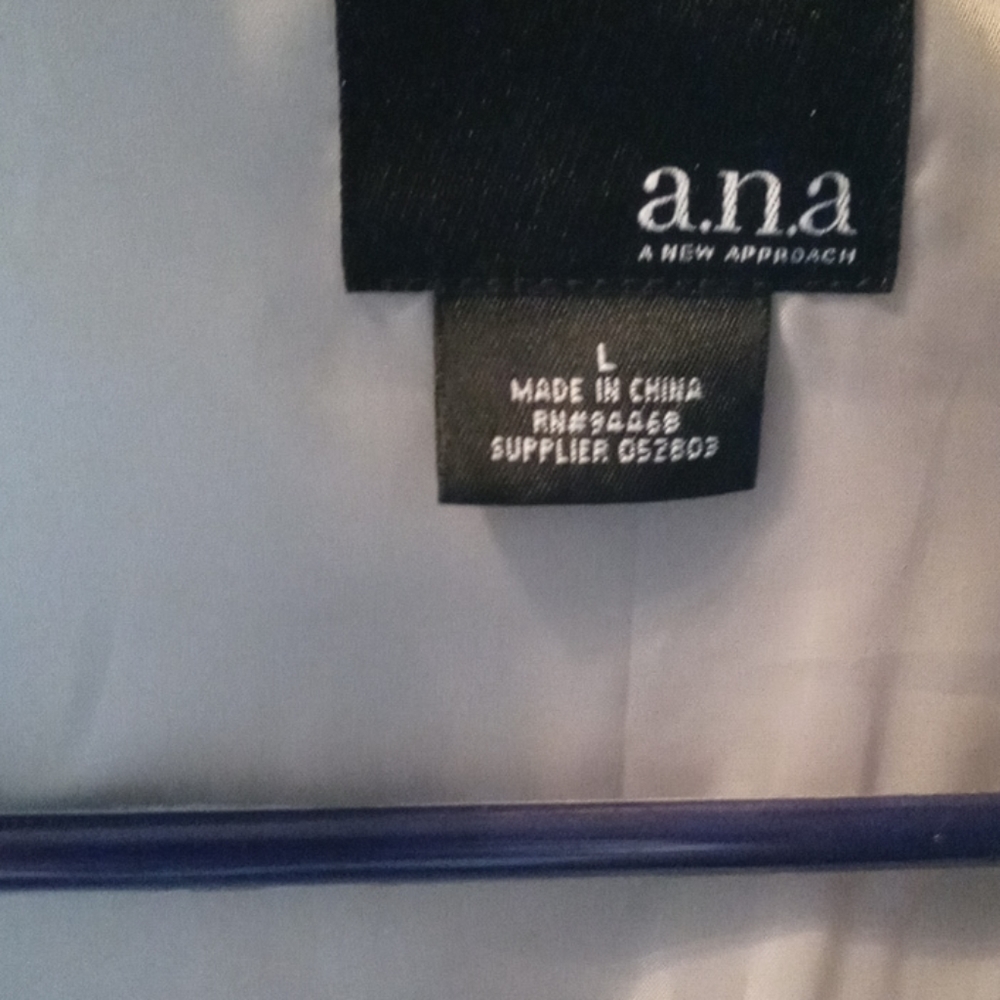 a.n.a
A NEW APPROACH
L
MADE IN CHINA
RN#94468
SUPPLIER 052803